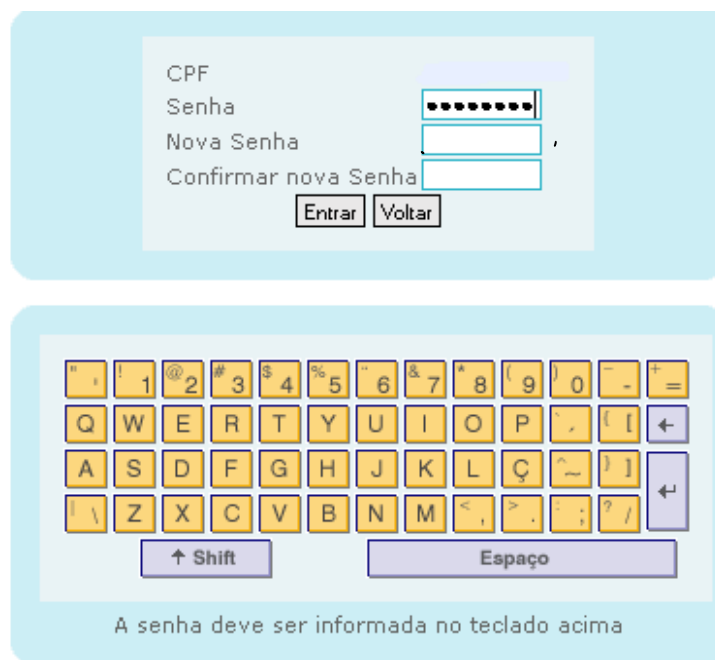 CPF
Senha ••••••••
Nova Senha
Confirmar nova Senha
Entrar Voltar
" ' ! 1 @ 2 # 3 $ 4 % 5 ¨ 6 & 7 * 8 ( 9 ) 0 _ - + =
Q W E R T Y U I O P ` ´ { [ ←
A S D F G H J K L Ç ^ ~ } ] ↵
| \ Z X C V B N M < , > . : ; ? /
↑ Shift Espaço
A senha deve ser informada no teclado acima